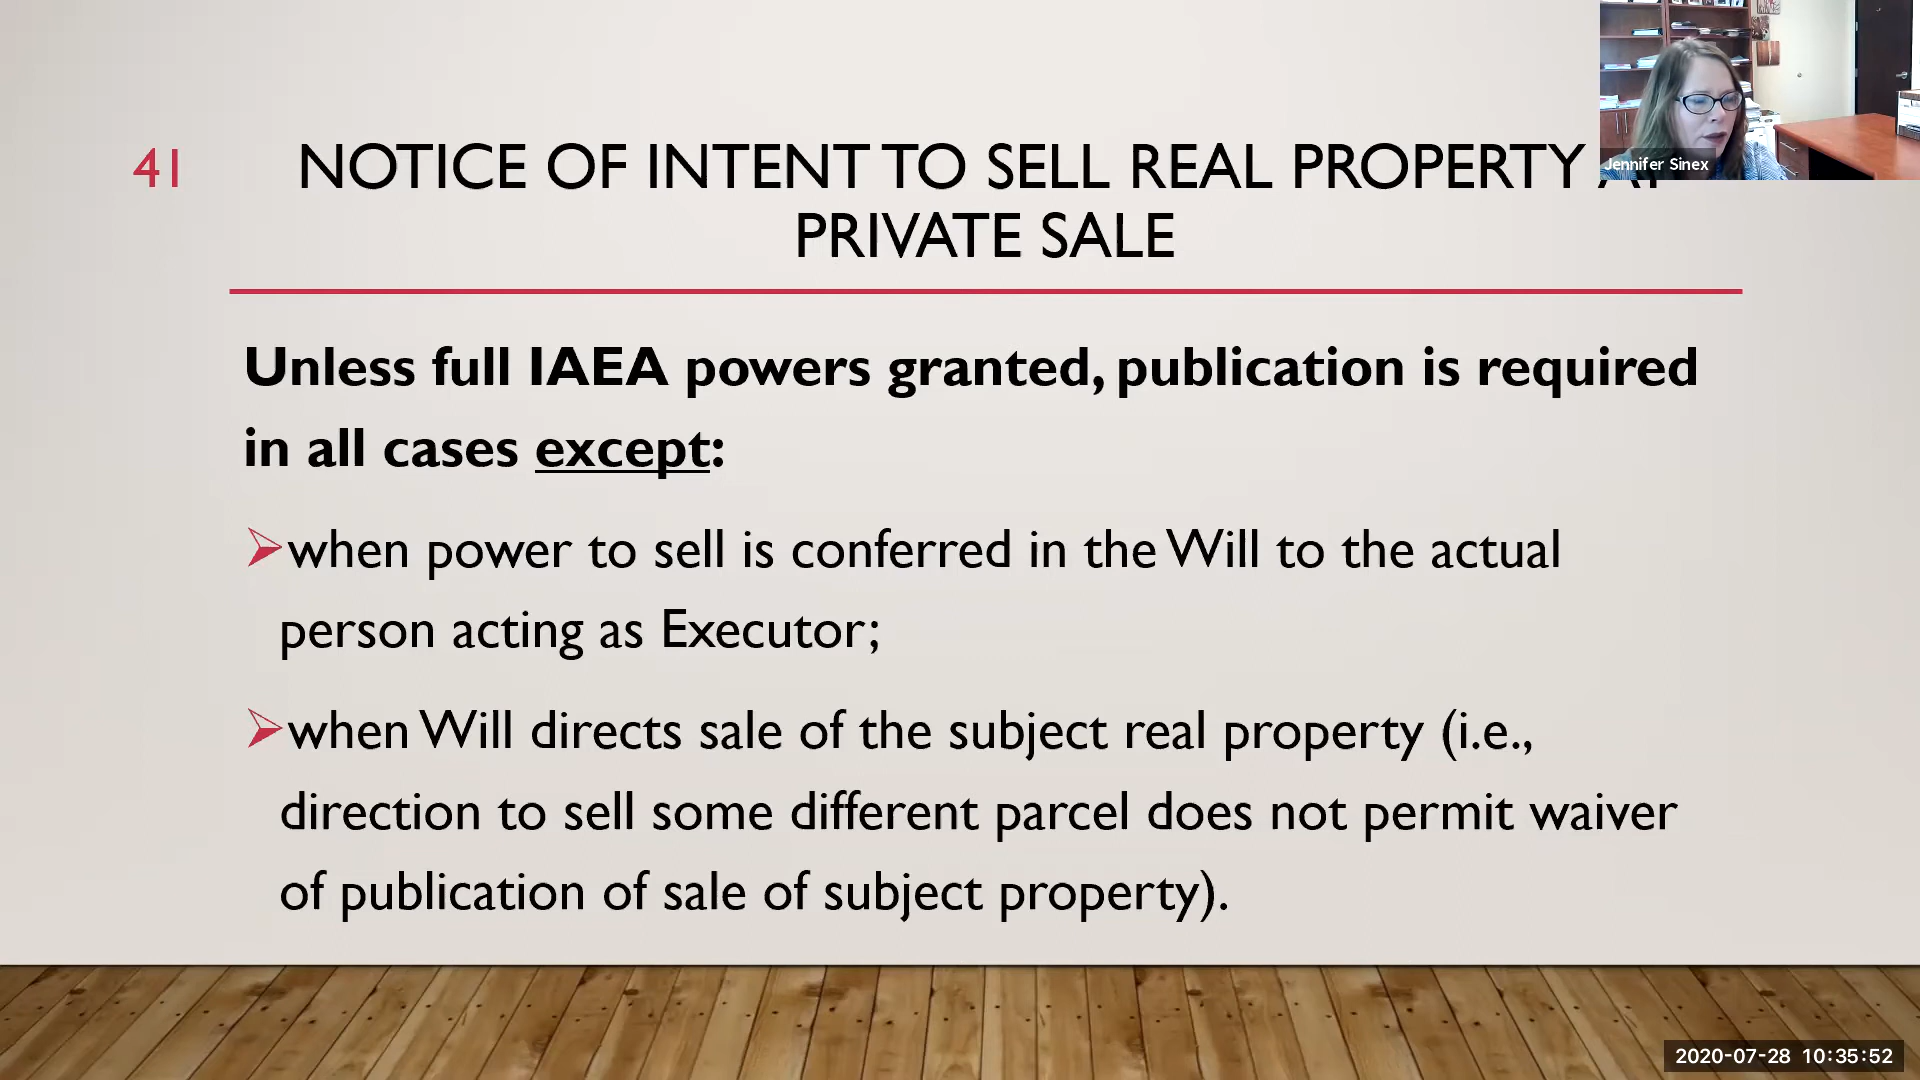 41
NOTICE OF INTENT TO SELL REAL PROPERTY
PRIVATE SALE
Jennifer Sinex
Unless full IAEA powers granted, publication is required
in all cases except:
when power to sell is conferred in the Will to the actual
person acting as Executor;
when Will directs sale of the subject real property (i.e.,
direction to sell some different parcel does not permit waiver
of publication of sale of subject property).
2020-07-28 10:35:52